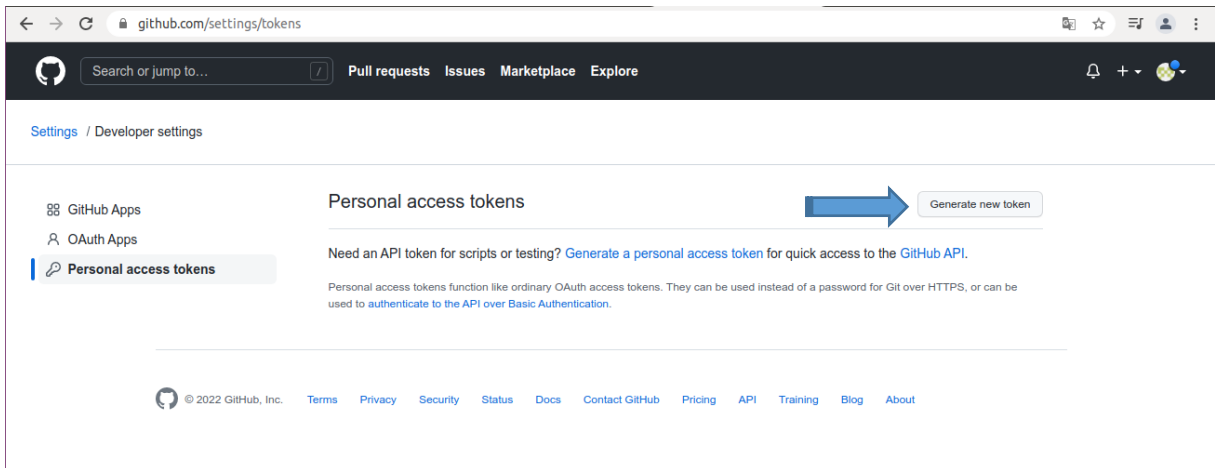 github.com/settings/tokens
Search or jump to... / Pull requests Issues Marketplace Explore
Settings / Developer settings
GitHub Apps
OAuth Apps
Personal access tokens
Personal access tokens
Generate new token
Need an API token for scripts or testing? Generate a personal access token for quick access to the GitHub API.
Personal access tokens function like ordinary OAuth access tokens. They can be used instead of a password for Git over HTTPS, or can be
used to authenticate to the API over Basic Authentication.
© 2022 GitHub, Inc. Terms Privacy Security Status Docs Contact GitHub Pricing API Training Blog About